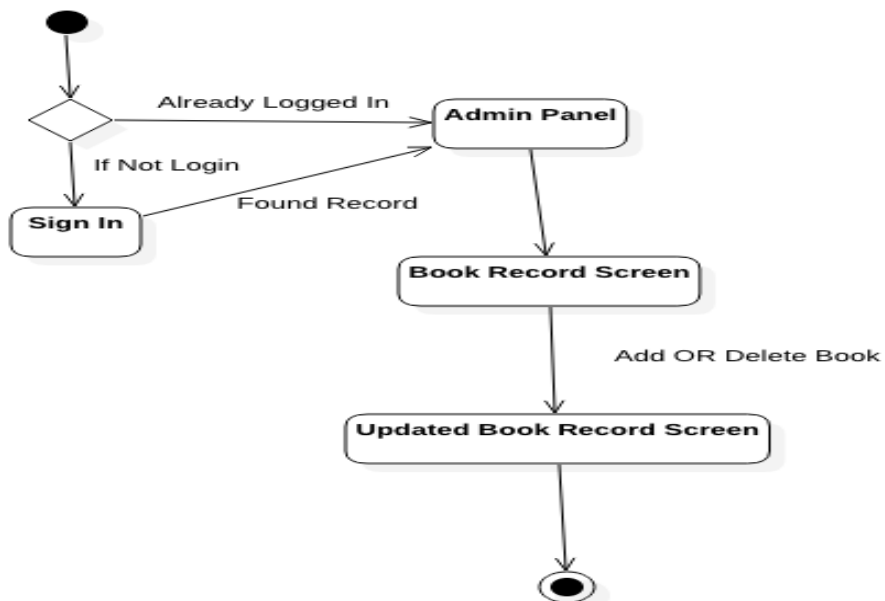 Already Logged In
Admin Panel
If Not Login
Found Record
Sign In
Book Record Screen
Add OR Delete Book
Updated Book Record Screen